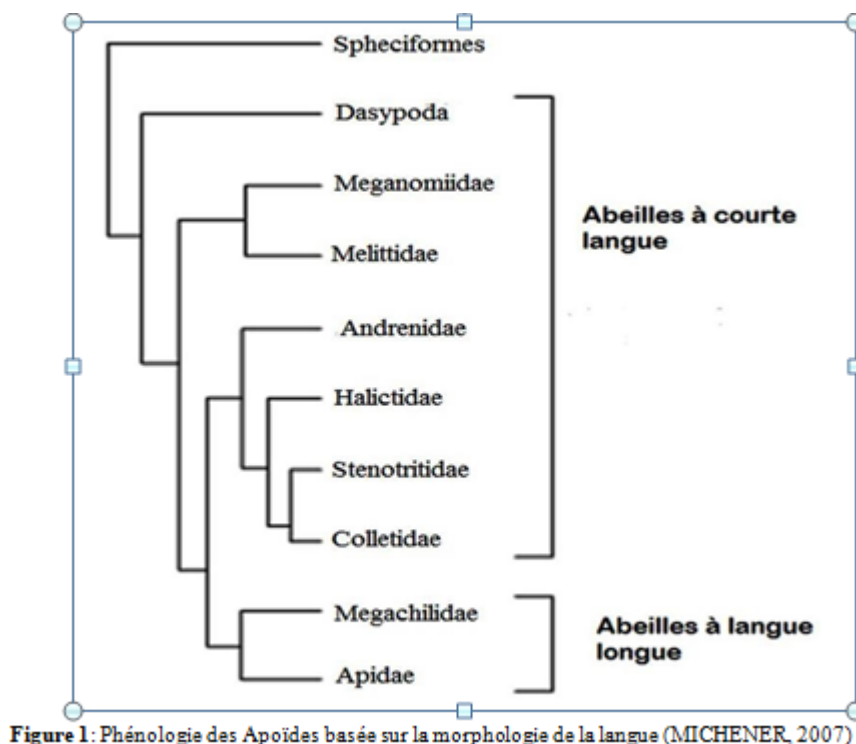 Spheciformes
Dasypoda
Meganomiidae
Abeilles à courte
langue
Melittidae
Andrenidae
Halictidae
Stenotritidae
Colletidae
Megachilidae
Abeilles à langue
longue
Apidae
Figure 1: Phénologie des Apoïdes basée sur la morphologie de la langue (MICHENER, 2007)